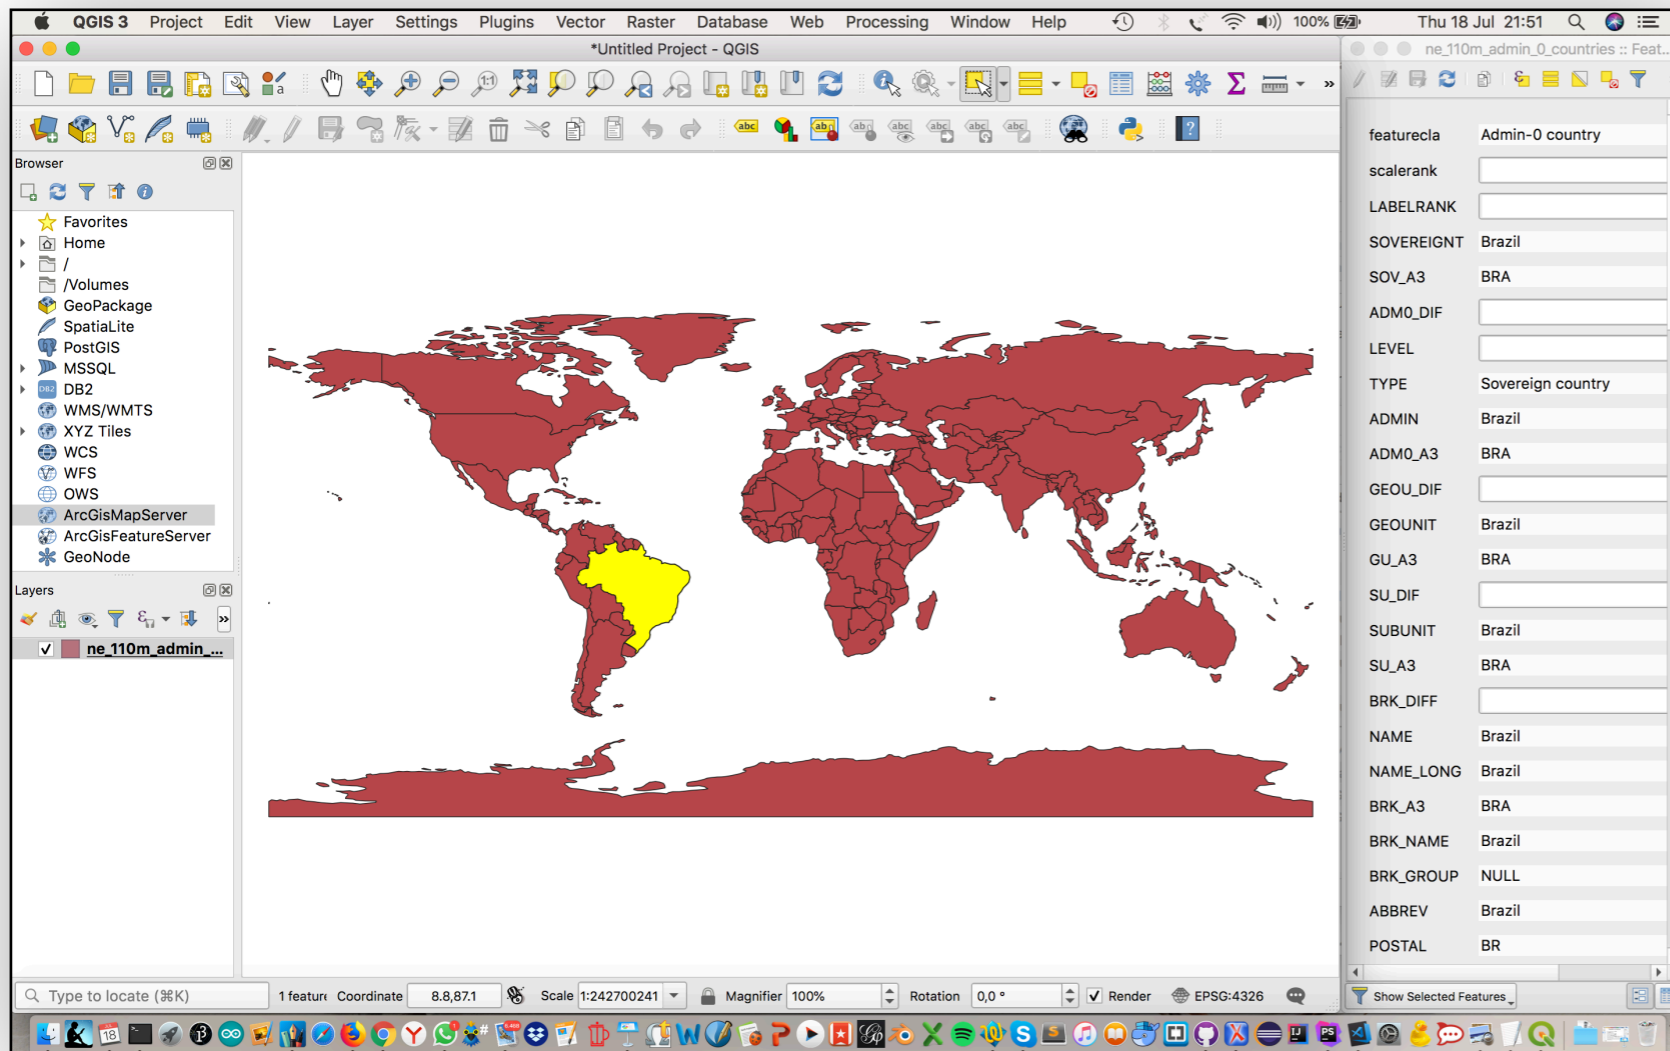 QGIS 3 Project Edit View Layer Settings Plugins Vector Raster Database Web Processing Window Help 100% Thu 18 Jul 21:51
*Untitled Project - QGIS
ne_110m_admin_0_countries :: Feat...
Browser
Favorites
Home
/
/Volumes
GeoPackage
SpatiaLite
PostGIS
MSSQL
DB2
WMS/WMTS
XYZ Tiles
WCS
WFS
OWS
ArcGisMapServer
ArcGisFeatureServer
GeoNode
Layers
ne_110m_admin_...
featurecla Admin-0 country
scalerank
LABELRANK
SOVEREIGNT Brazil
SOV_A3 BRA
ADM0_DIF
LEVEL
TYPE Sovereign country
ADMIN Brazil
ADM0_A3 BRA
GEOU_DIF
GEOUNIT Brazil
GU_A3 BRA
SU_DIF
SUBUNIT Brazil
SU_A3 BRA
BRK_DIFF
NAME Brazil
NAME_LONG Brazil
BRK_A3 BRA
BRK_NAME Brazil
BRK_GROUP NULL
ABBREV Brazil
POSTAL BR
Type to locate (⌘K) 1 featur Coordinate 8.8,87.1 Scale 1:242700241 Magnifier 100% Rotation 0,0 ° Render EPSG:4326
Show Selected Features